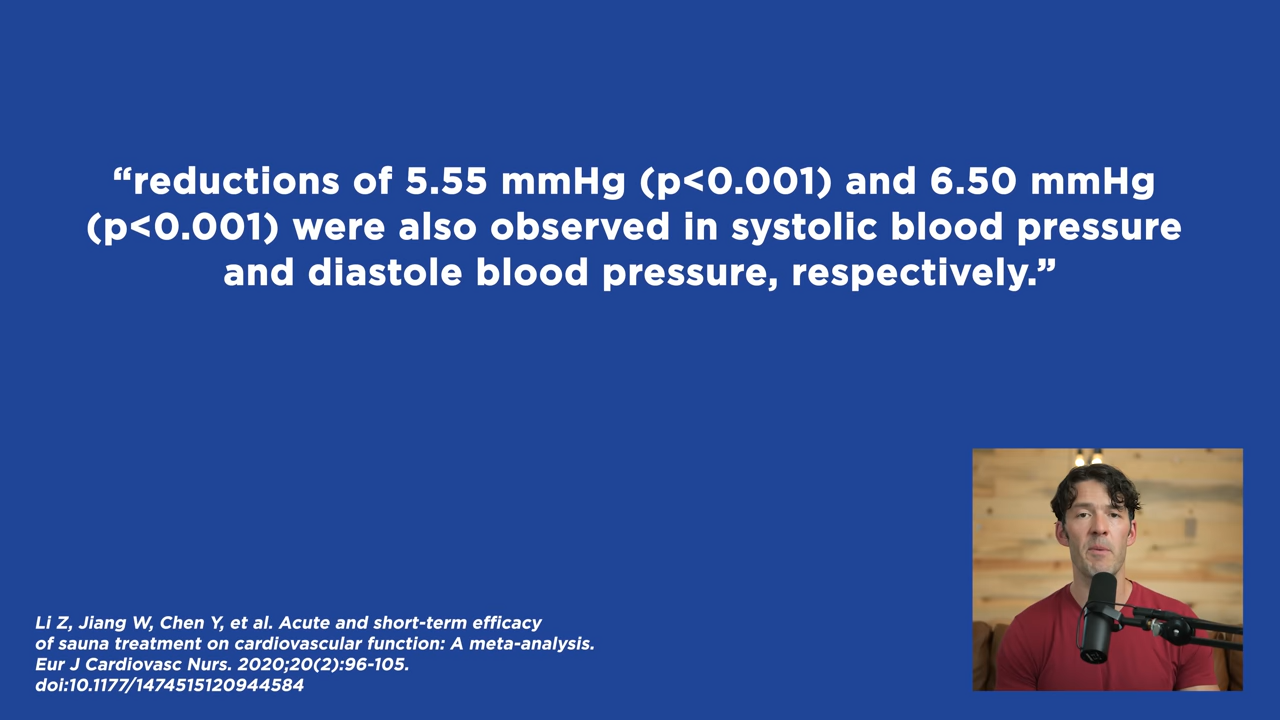 “reductions of 5.55 mmHg (p<0.001) and 6.50 mmHg
(p<0.001) were also observed in systolic blood pressure
and diastole blood pressure, respectively.”
Li Z, Jiang W, Chen Y, et al. Acute and short-term efficacy
of sauna treatment on cardiovascular function: A meta-analysis.
Eur J Cardiovasc Nurs. 2020;20(2):96-105.
doi:10.1177/1474515120944584